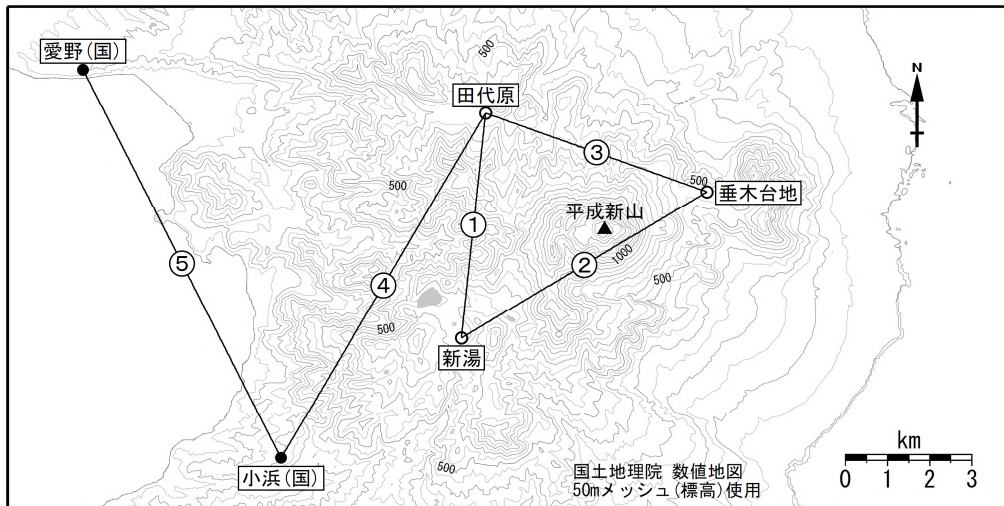 愛野(国)
500
田代原
N
③
500
500
垂木台地
平成新山
①
1000
②
⑤
500
④
500
新湯
500
小浜(国)
国土地理院 数値地図
50mメッシュ(標高)使用
km
0 1 2 3